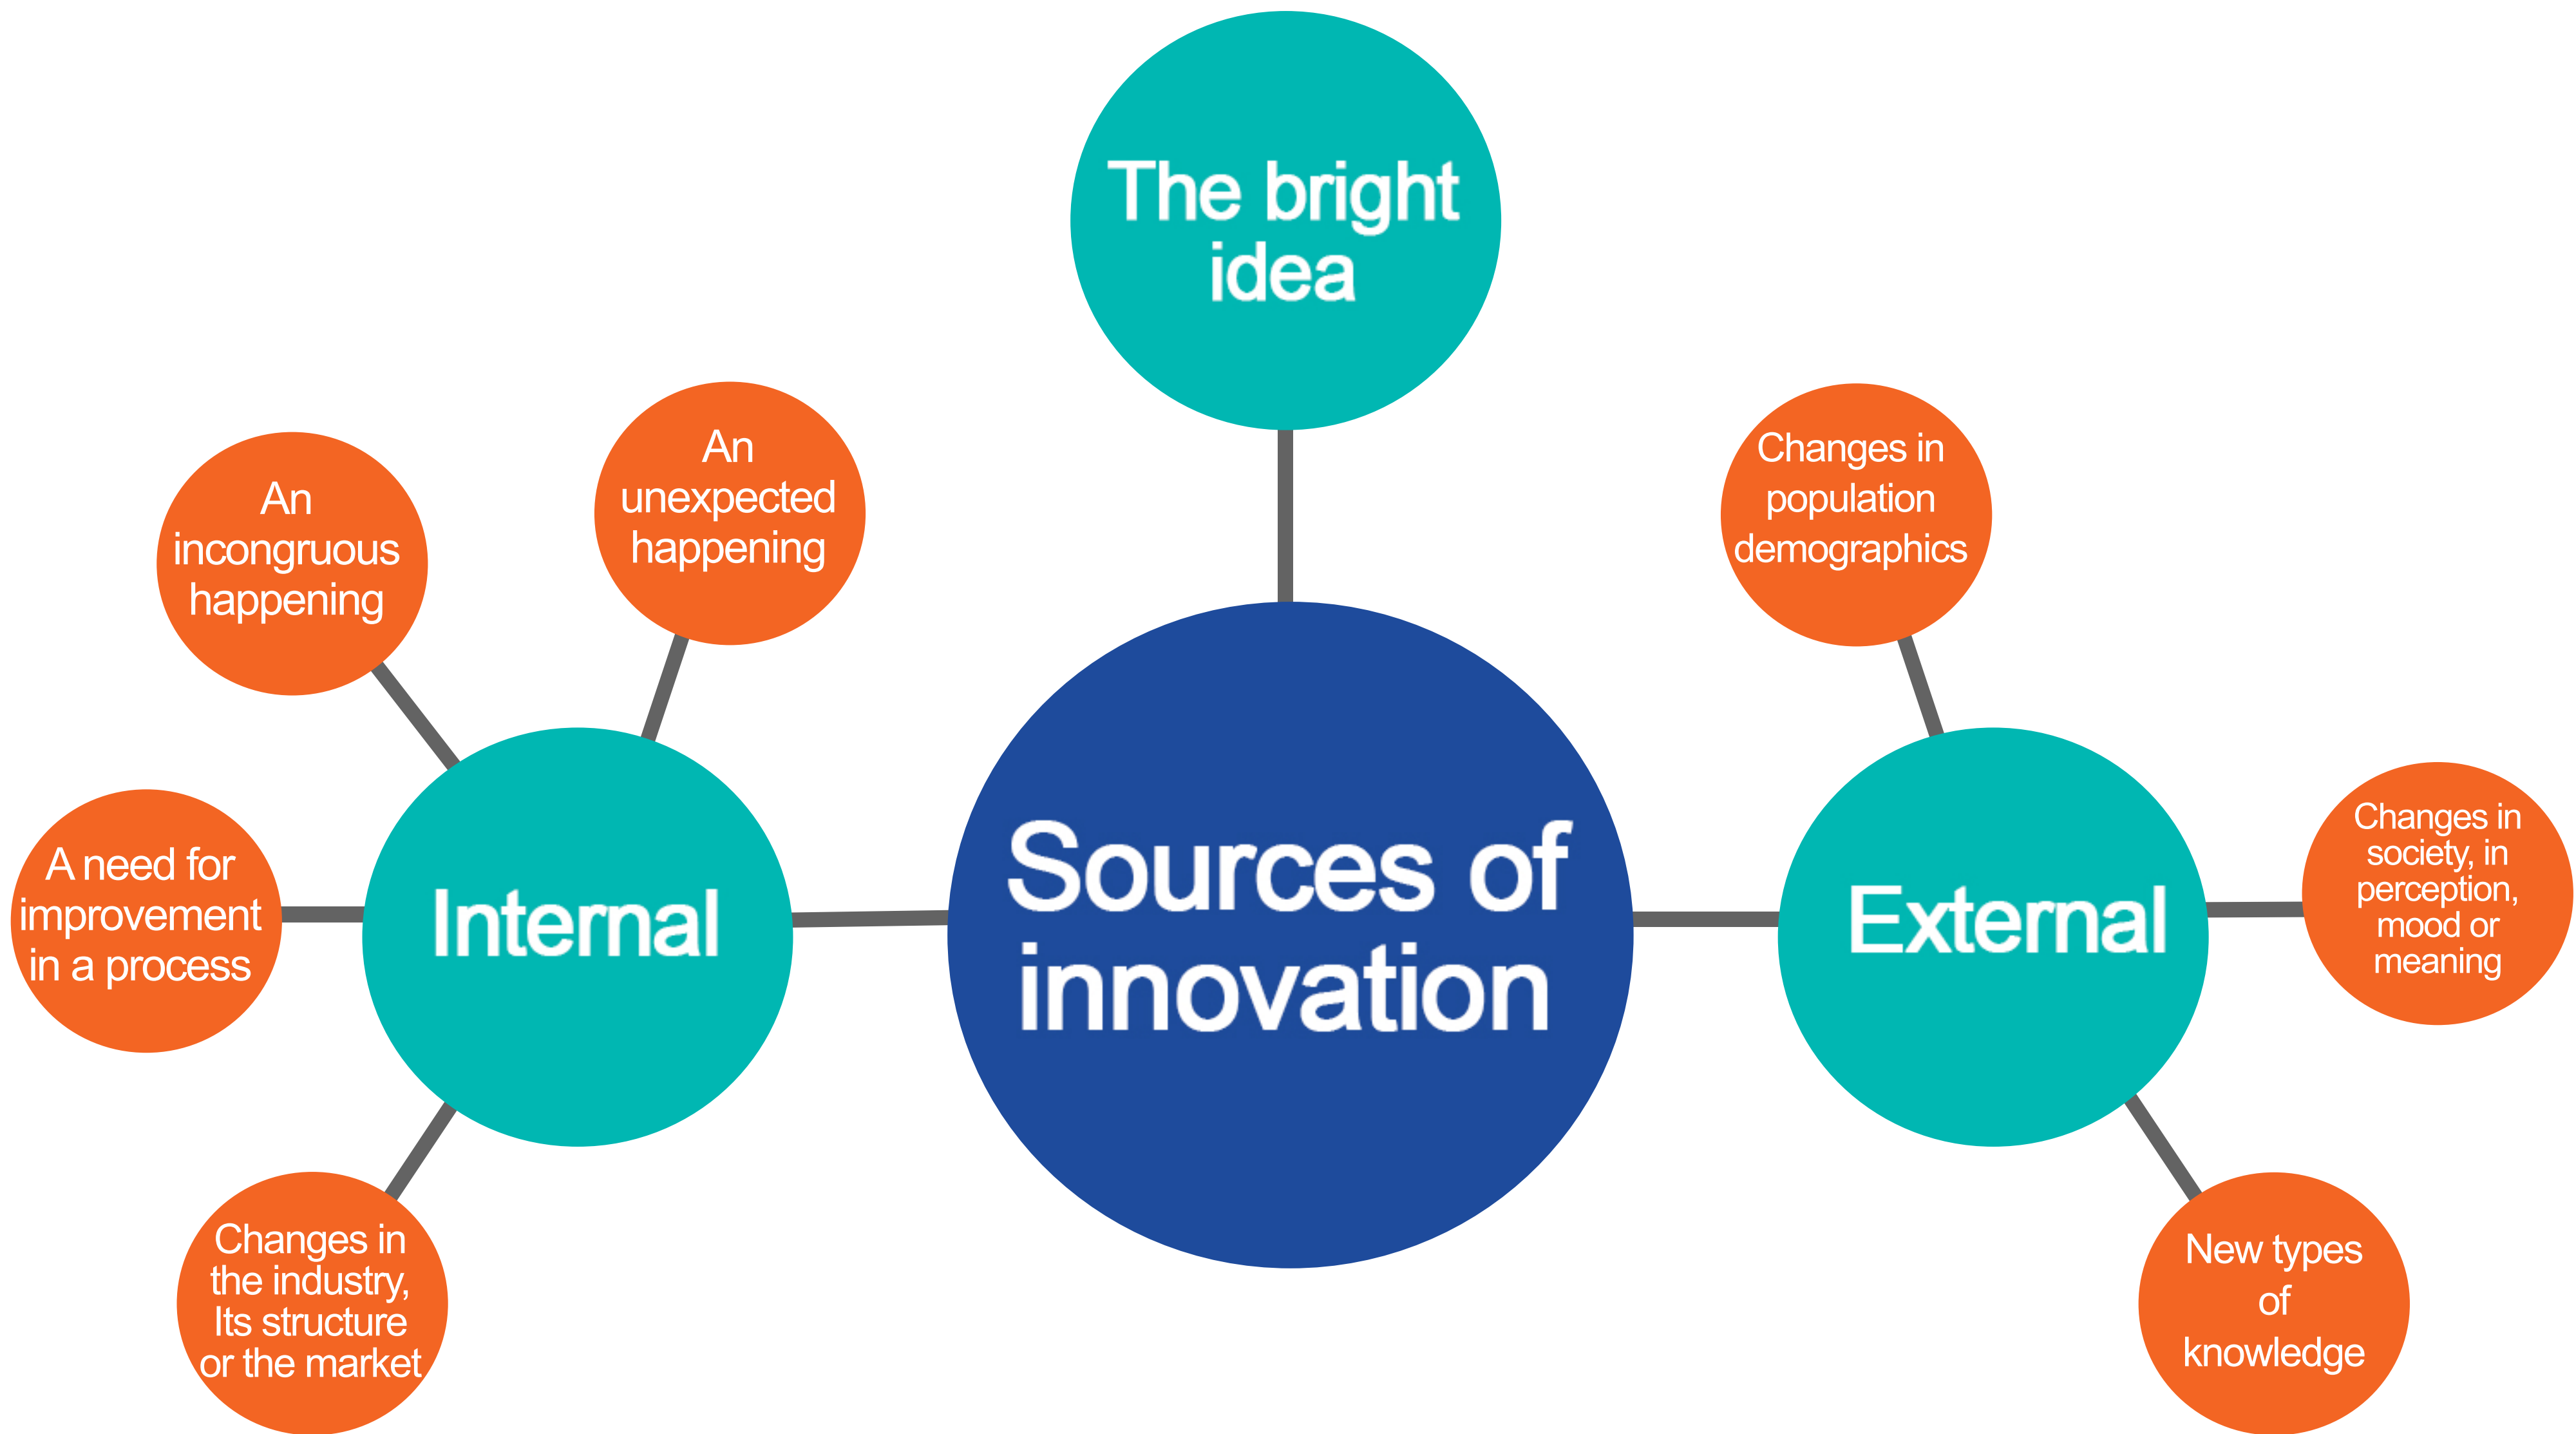 The bright
idea
An
unexpected
happening
An
incongruous
happening
A need for
improvement
in a process
Changes in
the industry,
Its structure
or the market
Internal
Sources of
innovation
External
Changes in
population
demographics
Changes in
society, in
perception,
mood or
meaning
New types
of
knowledge